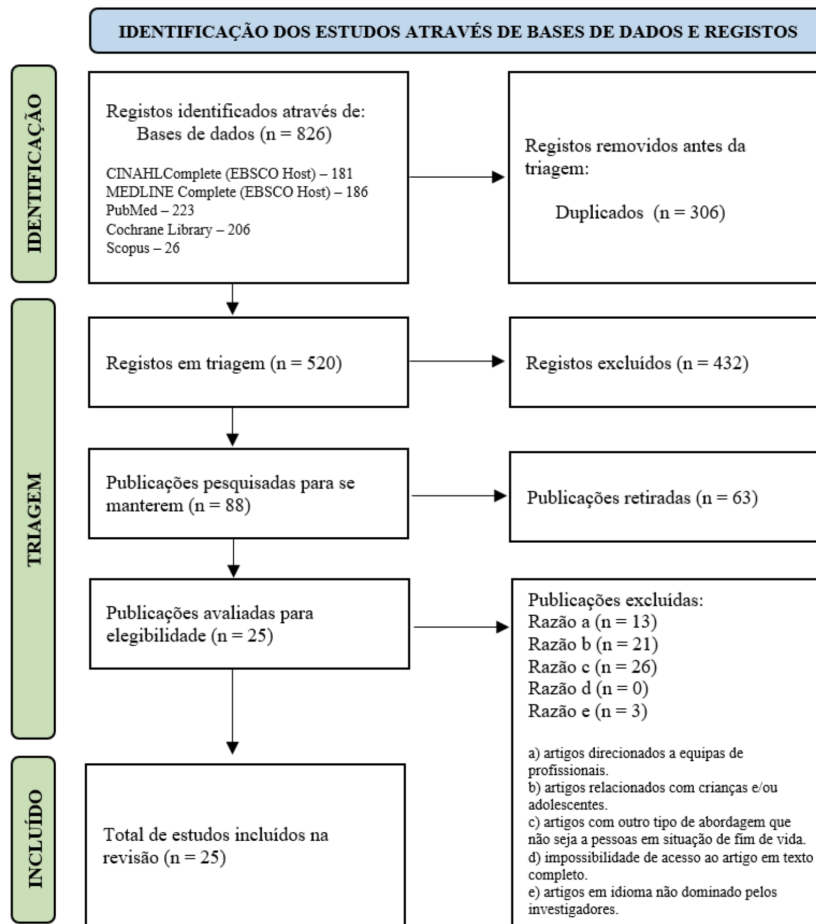 IDENTIFICAÇÃO DOS ESTUDOS ATRAVÉS DE BASES DE DADOS E REGISTOS
IDENTIFICAÇÃO
Registos identificados através de:
Bases de dados (n = 826)
CINAHLComplete (EBSCO Host) – 181
MEDLINE Complete (EBSCO Host) – 186
PubMed – 223
Cochrane Library – 206
Scopus – 26
Registos removidos antes da
triagem:
Duplicados (n = 306)
TRIAGEM
Registos em triagem (n = 520)
Registos excluídos (n = 432)
Publicações pesquisadas para se
manterem (n = 88)
Publicações retiradas (n = 63)
Publicações avaliadas para
elegibilidade (n = 25)
Publicações excluídas:
Razão a (n = 13)
Razão b (n = 21)
Razão c (n = 26)
Razão d (n = 0)
Razão e (n = 3)
a) artigos direcionados a equipas de
profissionais.
b) artigos relacionados com crianças e/ou
adolescentes.
c) artigos com outro tipo de abordagem que
não seja a pessoas em situação de fim de vida.
d) impossibilidade de acesso ao artigo em texto
completo.
e) artigos em idioma não dominado pelos
investigadores.
INCLUÍDO
Total de estudos incluídos na
revisão (n = 25)